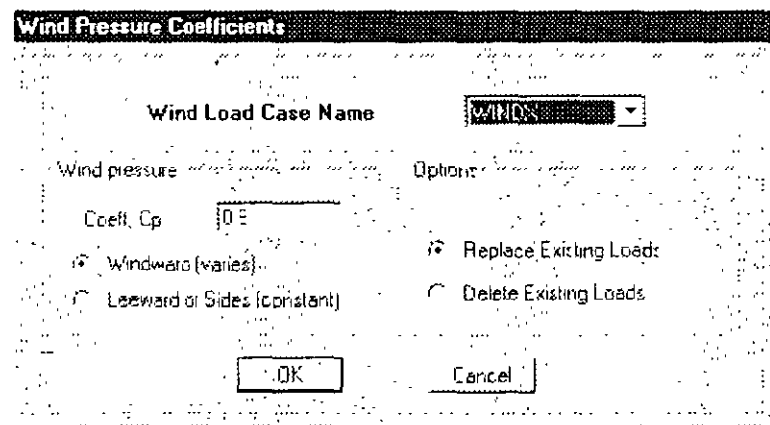 Wind Pressure Coefficients
Wind Load Case Name
Wind pressure
Options
Coeff, Cp
Windward (varies)
Replace Existing Loads
Leeward or Sides (constant)
Delete Existing Loads
OK
Cancel